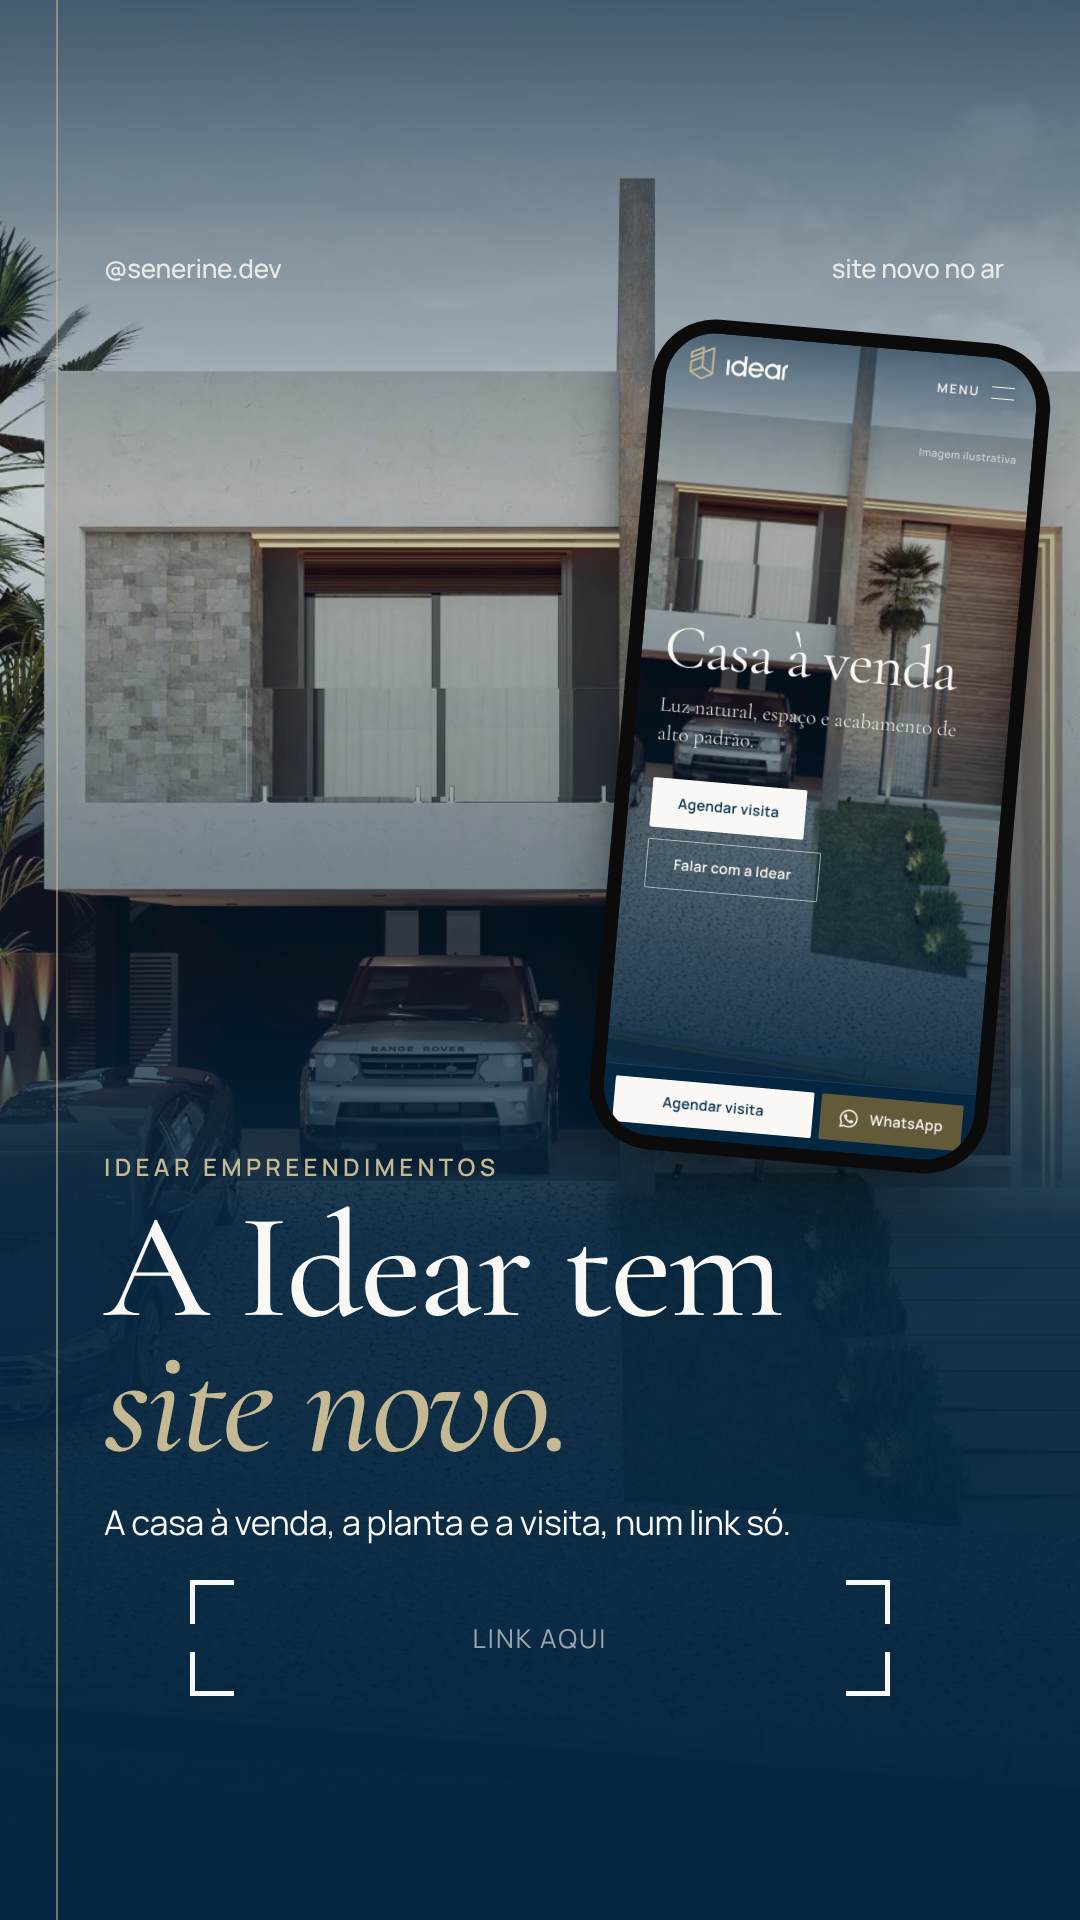 @senerine.dev
site novo no ar
idear
MENU
Imagem ilustrativa
Casa à venda
Luz natural, espaço e acabamento de
alto padrão.
Agendar visita
Falar com a Idear
RANGE ROVER
Agendar visita
WhatsApp
IDEAR EMPREENDIMENTOS
A Idear tem
site novo.
A casa à venda, a planta e a visita, num link só.
LINK AQUI